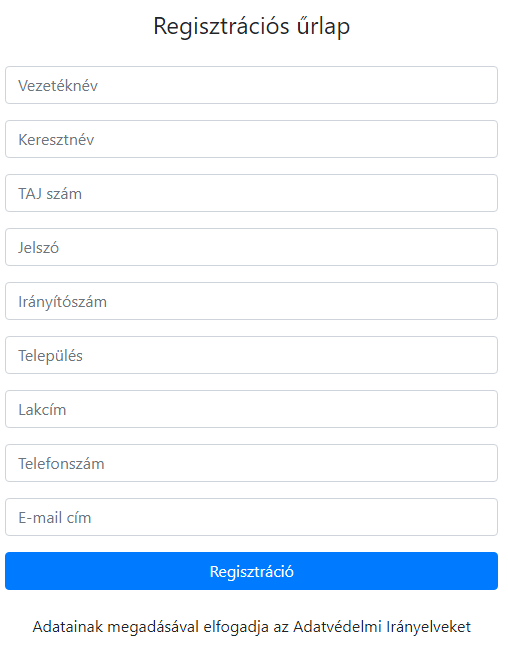 Regisztrációs űrlap
Vezetéknév
Keresztnév
TAJ szám
Jelszó
Irányítószám
Település
Lakcím
Telefonszám
E-mail cím
Regisztráció
Adatainak megadásával elfogadja az Adatvédelmi Irányelveket